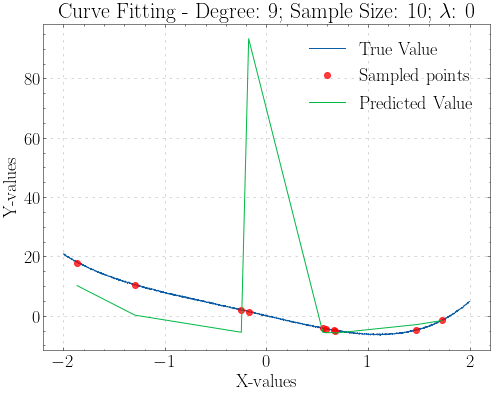 Curve Fitting - Degree: 9; Sample Size: 10; λ: 0
True Value
Sampled points
Predicted Value
Y-values
80
60
40
20
0
−2
−1
0
1
2
X-values